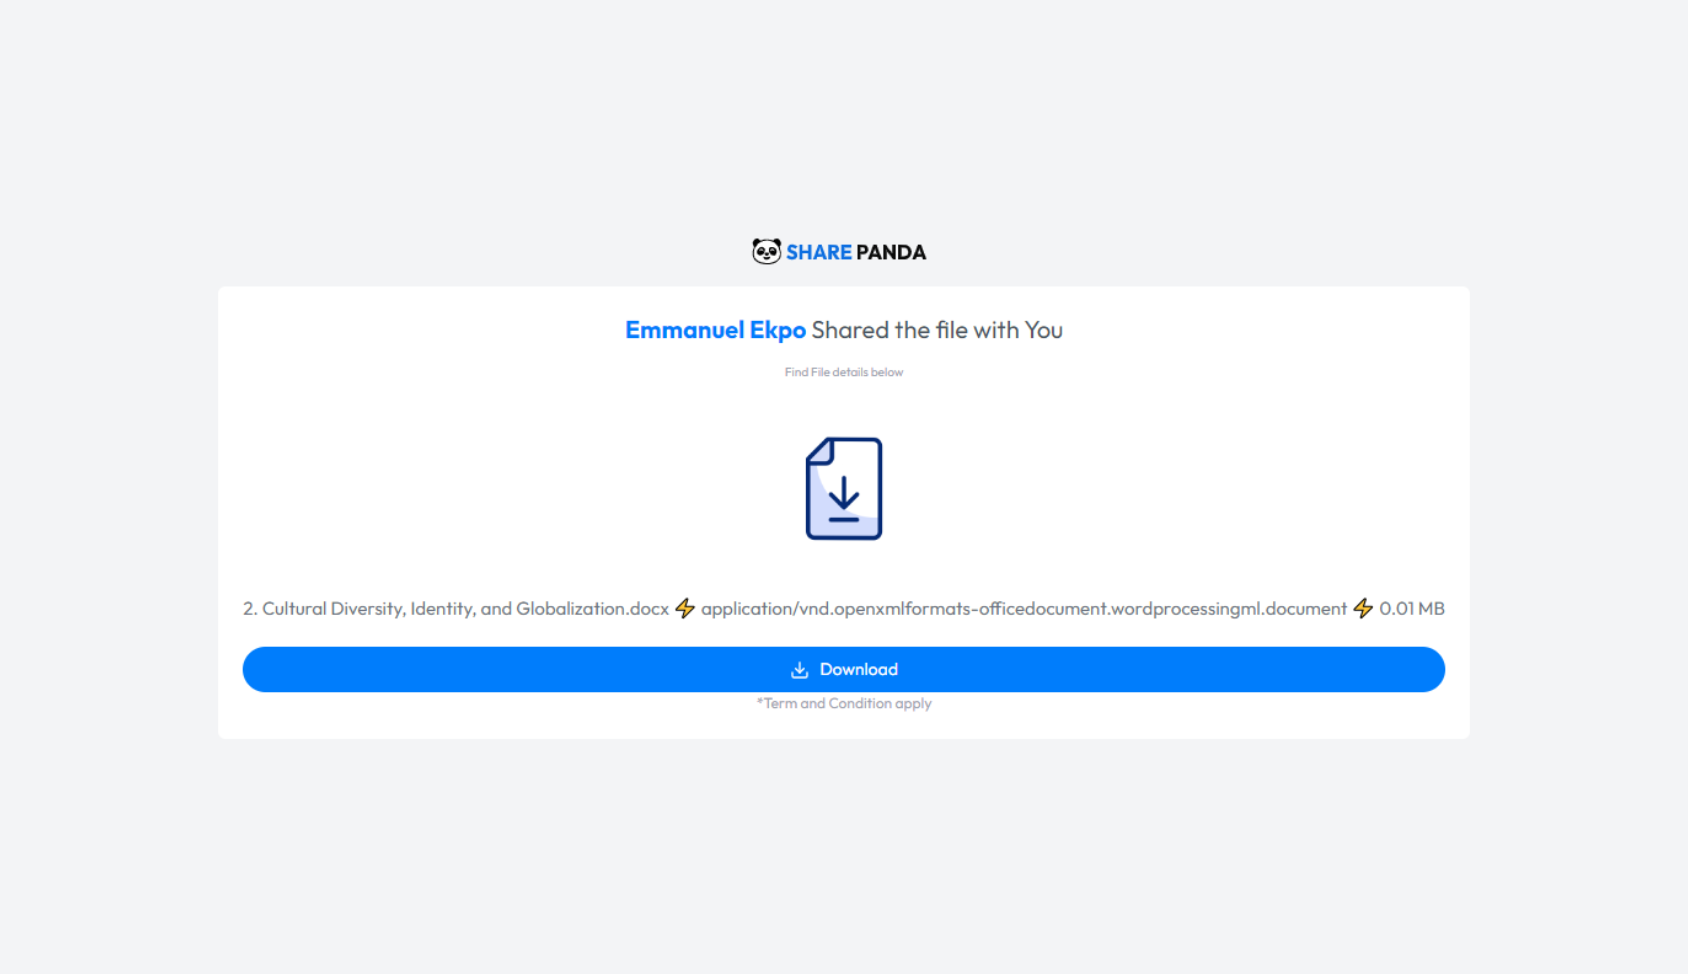 SHARE PANDA
Emmanuel Ekpo Shared the file with You
Find File details below
2. Cultural Diversity, Identity, and Globalization.docx ⚡ application/vnd.openxmlformats-officedocument.wordprocessingml.document ⚡ 0.01 MB
Download
*Term and Condition apply